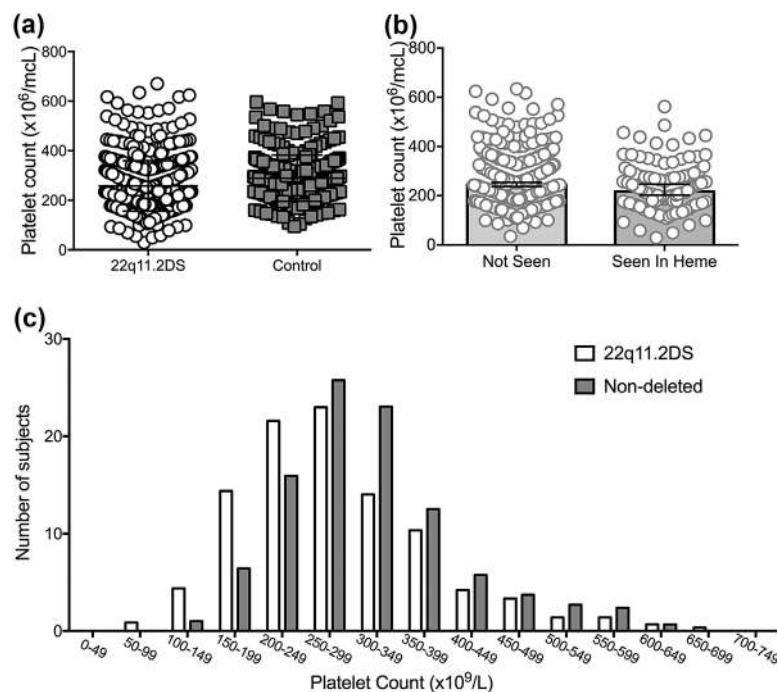 (a)
Platelet count (x10⁶/mcL)
800
600
400
200
0
22q11.2DS
Control
(b)
Platelet count (x10⁶/mcL)
800
600
400
200
0
Not Seen
Seen In Heme
(c)
Number of subjects
30
20
10
0
22q11.2DS
Non-deleted
0-49
50-99
100-149
150-199
200-249
250-299
300-349
350-399
400-449
450-499
500-549
550-599
600-649
650-699
700-749
Platelet Count (x10⁹/L)